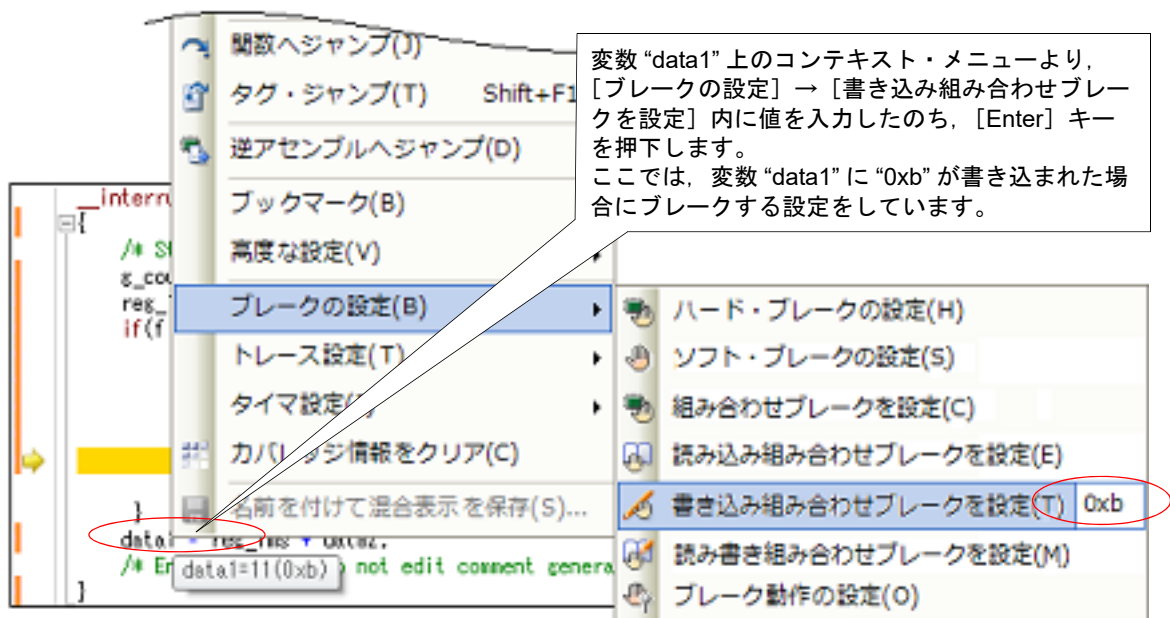 関数へジャンプ(J)
タグ・ジャンプ(T) Shift+F1
逆アセンブルへジャンプ(D)
ブックマーク(B)
高度な設定(V)
ブレークの設定(B)
トレース設定(T)
タイマ設定
カバレッジ情報をクリア(C)
名前を付けて混合表示を保存(S)...
変数 “data1” 上のコンテキスト・メニューより,
[ブレークの設定] → [書き込み組み合わせブレー
クを設定] 内に値を入力したのち, [Enter] キー
を押下します。
ここでは, 変数 “data1” に “0xb” が書き込まれた場
合にブレークする設定をしています。
ハード・ブレークの設定(H)
ソフト・ブレークの設定(S)
組み合わせブレークを設定(C)
読み込み組み合わせブレークを設定(E)
書き込み組み合わせブレークを設定(T) 0xb
読み書き組み合わせブレークを設定(M)
ブレーク動作の設定(O)
__interru
{
/* St
g_cou
reg_
if(f
}
data1 = reg_tms + data2;
/* En not edit comment genera
data1=11(0xb)
}